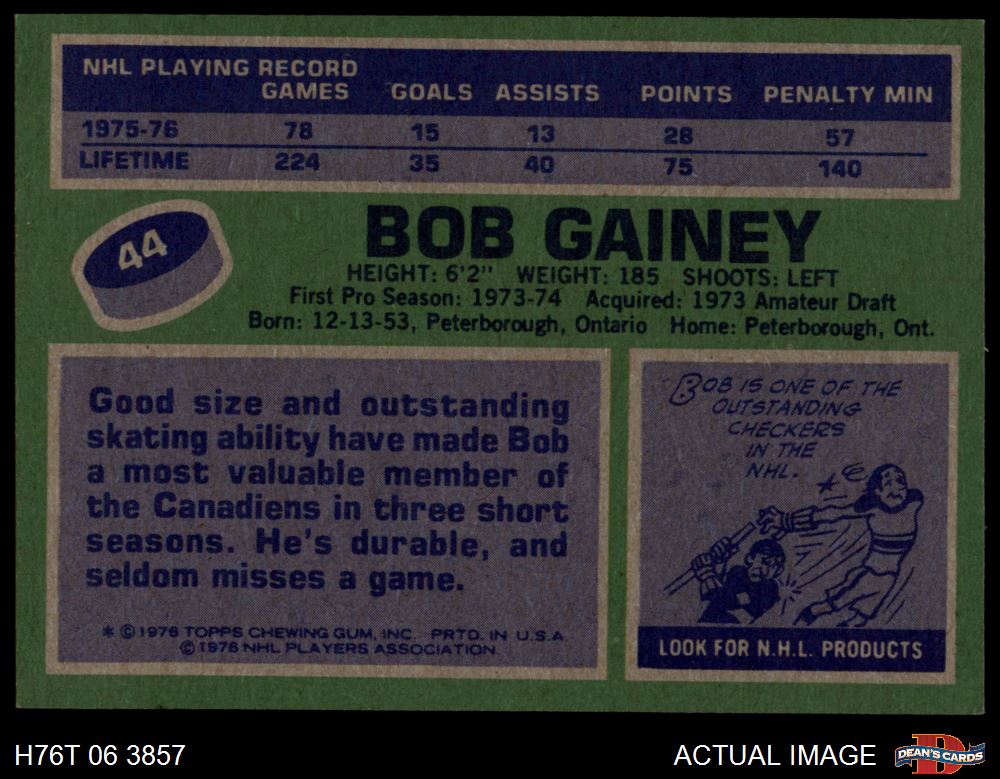 NHL PLAYING RECORD
GAMES GOALS ASSISTS POINTS PENALTY MIN
1975-76 78 15 13 28 57
LIFETIME 224 35 40 75 140
44
BOB GAINEY
HEIGHT: 6'2" WEIGHT: 185 SHOOTS: LEFT
First Pro Season: 1973-74 Acquired: 1973 Amateur Draft
Born: 12-13-53, Peterborough, Ontario Home: Peterborough, Ont.
Good size and outstanding
skating ability have made Bob
a most valuable member of
the Canadiens in three short
seasons. He's durable, and
seldom misses a game.
* © 1976 TOPPS CHEWING GUM, INC. PRTD. IN U.S.A.
© 1976 NHL PLAYERS ASSOCIATION
BOB IS ONE OF THE
OUTSTANDING
CHECKERS
IN THE
NHL.
LOOK FOR N.H.L. PRODUCTS
H76T 06 3857
ACTUAL IMAGE
DEAN'S CARDS